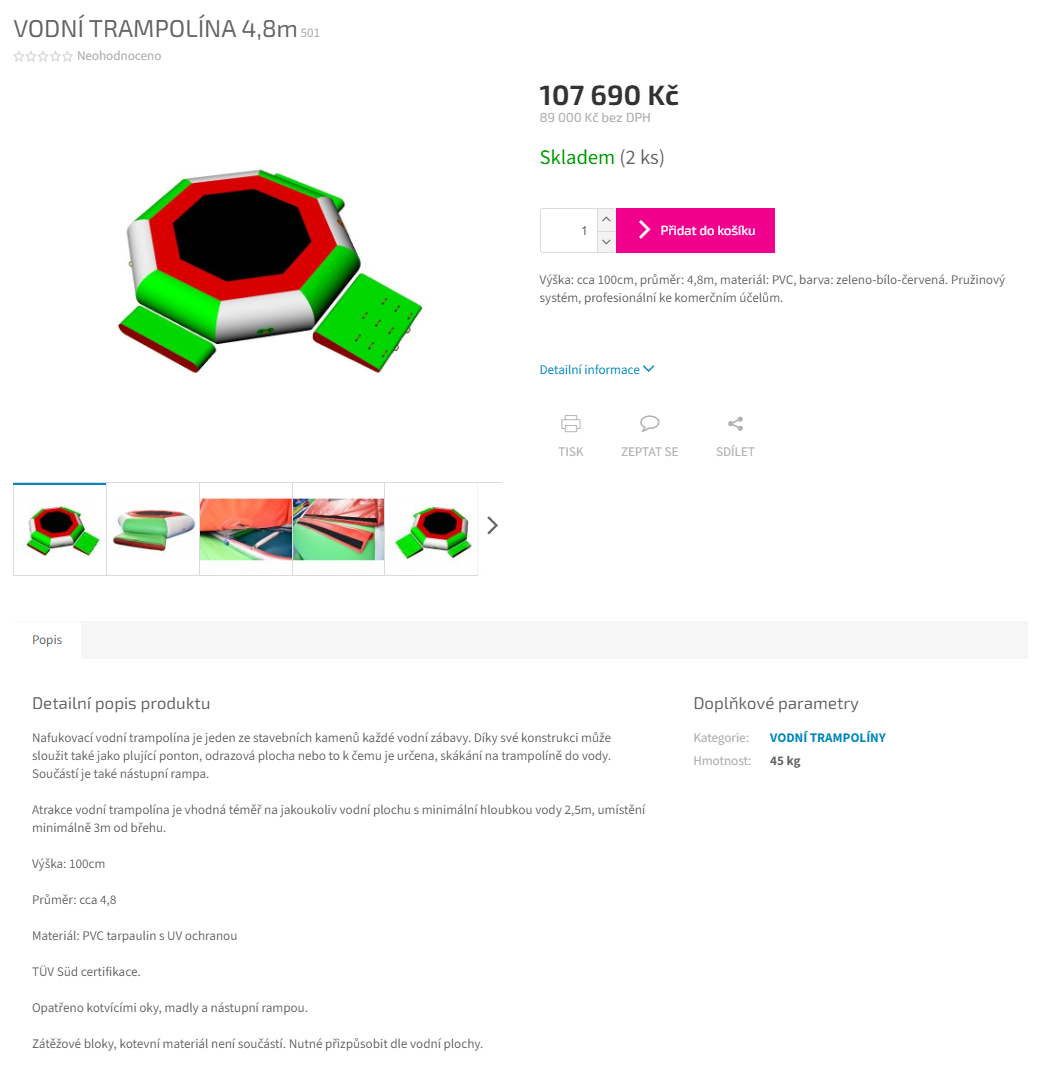 VODNÍ TRAMPOLÍNA 4,8m 501
Neohodnoceno
107 690 Kč
89 000 Kč bez DPH
Skladem (2 ks)
1
Přidat do košíku
Výška: cca 100cm, průměr: 4,8m, materiál: PVC, barva: zeleno-bílo-červená. Pružinový
systém, profesionální ke komerčním účelům.
Detailní informace
TISK
ZEPTAT SE
SDÍLET
Popis
Detailní popis produktu
Nafukovací vodní trampolína je jeden ze stavebních kamenů každé vodní zábavy. Díky své konstrukci může
sloužit také jako plující ponton, odrazová plocha nebo to k čemu je určena, skákání na trampolíně do vody.
Součástí je také nástupní rampa.
Atrakce vodní trampolína je vhodná téměř na jakoukoliv vodní plochu s minimální hloubkou vody 2,5m, umístění
minimálně 3m od břehu.
Výška: 100cm
Průměr: cca 4,8
Materiál: PVC tarpaulin s UV ochranou
TÜV Süd certifikace.
Opatřeno kotvícími oky, madly a nástupní rampou.
Zátěžové bloky, kotevní materiál není součástí. Nutné přizpůsobit dle vodní plochy.
Doplňkové parametry
Kategorie: VODNÍ TRAMPOLÍNY
Hmotnost: 45 kg